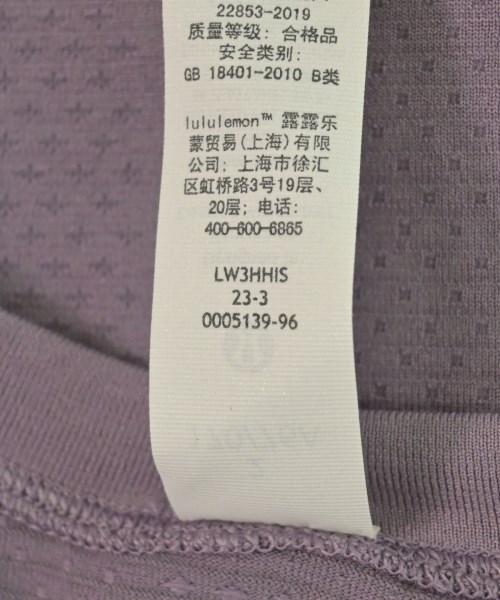 22853-2019
质量等级: 合格品
安全类别:
GB 18401-2010 B类
lululemon™ 露露乐
蒙贸易(上海)有限
公司; 上海市徐汇
区虹桥路3号19层、
20层; 电话:
400-600-6865
LW3HHIS
23-3
0005139-96